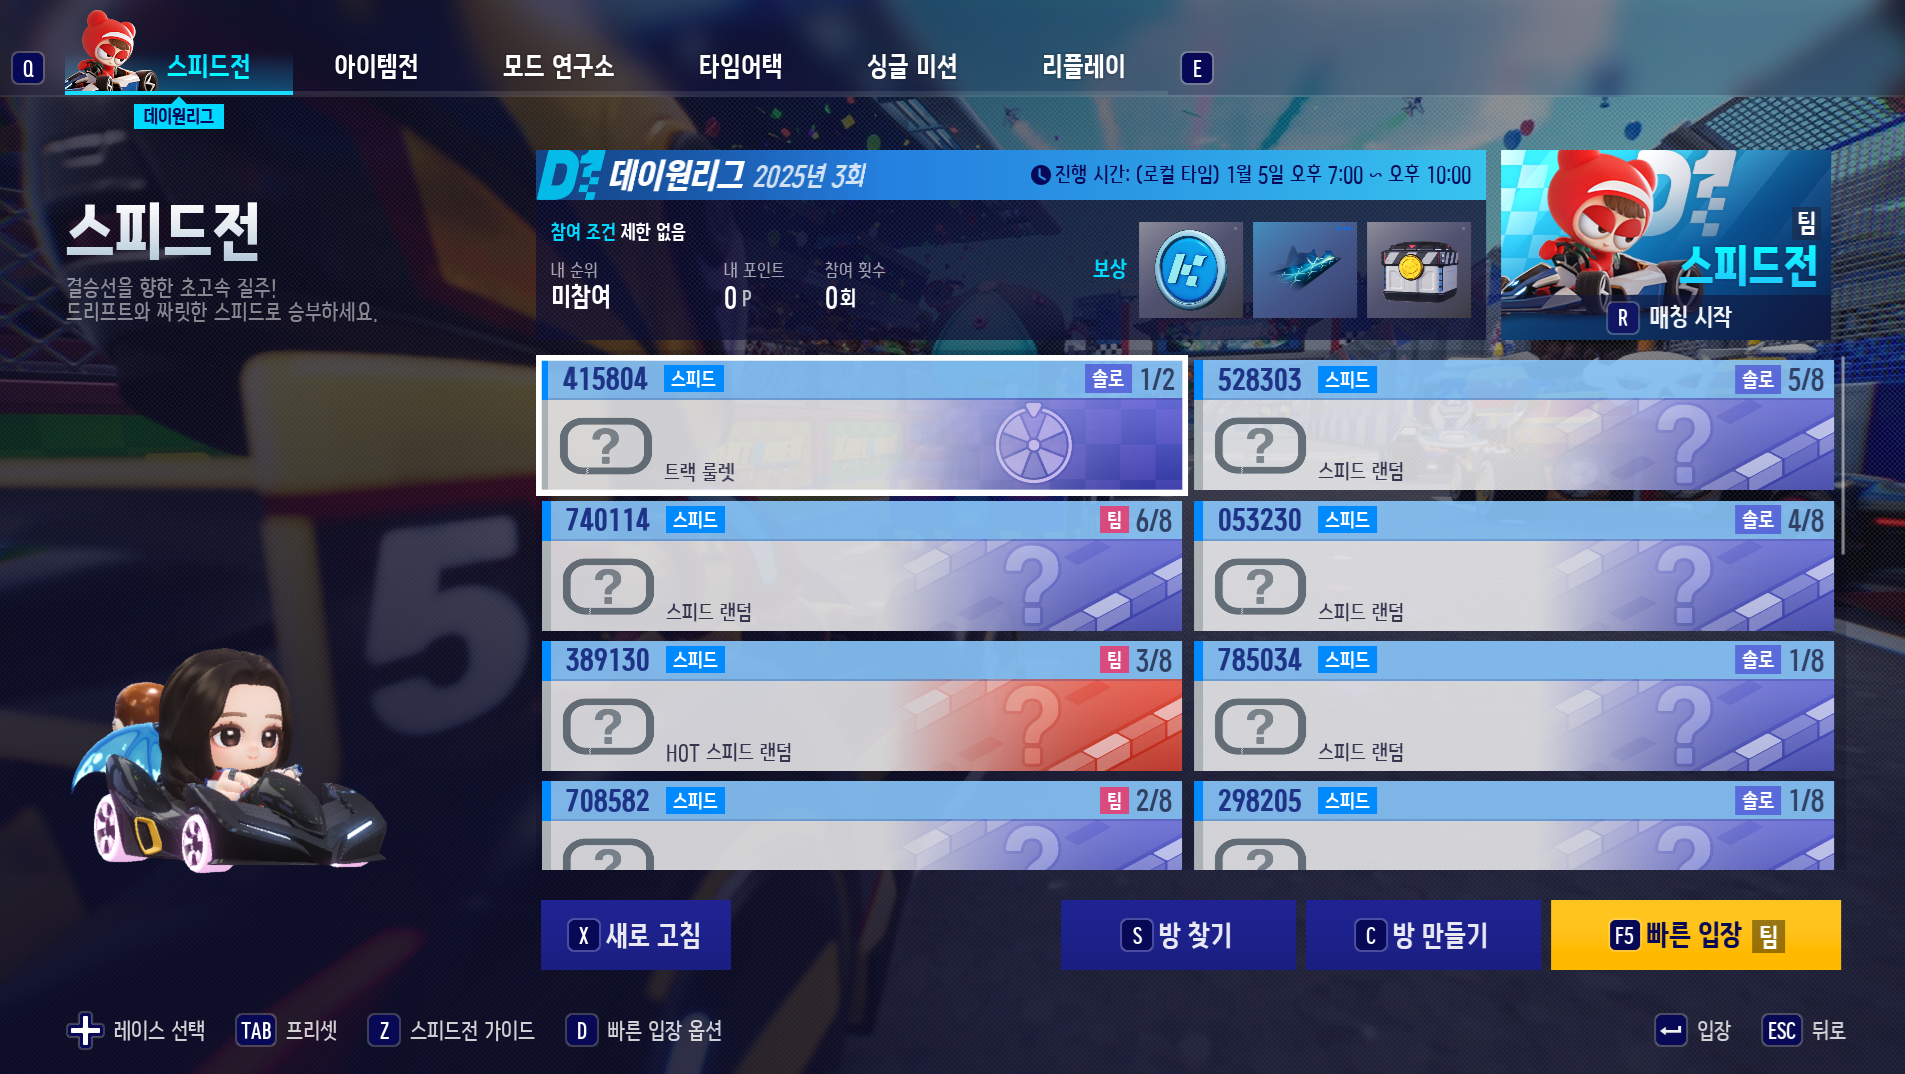 Q 스피드전 아이템전 모드 연구소 타임어택 싱글 미션 리플레이 E
데이원리그
스피드전
결승선을 향한 초고속 질주!
드리프트와 짜릿한 스피드로 승부하세요.
D1 데이원리그 2025년 3회 진행 시간: (로컬 타임) 1월 5일 오후 7:00 ~ 오후 10:00
참여 조건 제한 없음
내 순위 내 포인트 참여 횟수
미참여 0 P 0회
보상
팀
스피드전
R 매칭 시작
415804 스피드 솔로 1/2
? 트랙 룰렛
528303 스피드 솔로 5/8
? 스피드 랜덤
740114 스피드 팀 6/8
? 스피드 랜덤
053230 스피드 솔로 4/8
? 스피드 랜덤
389130 스피드 팀 3/8
? HOT 스피드 랜덤
785034 스피드 솔로 1/8
? 스피드 랜덤
708582 스피드 팀 2/8
?
298205 스피드 솔로 1/8
?
X 새로 고침 S 방 찾기 C 방 만들기 F5 빠른 입장 팀
레이스 선택 TAB 프리셋 Z 스피드전 가이드 D 빠른 입장 옵션 입장 ESC 뒤로